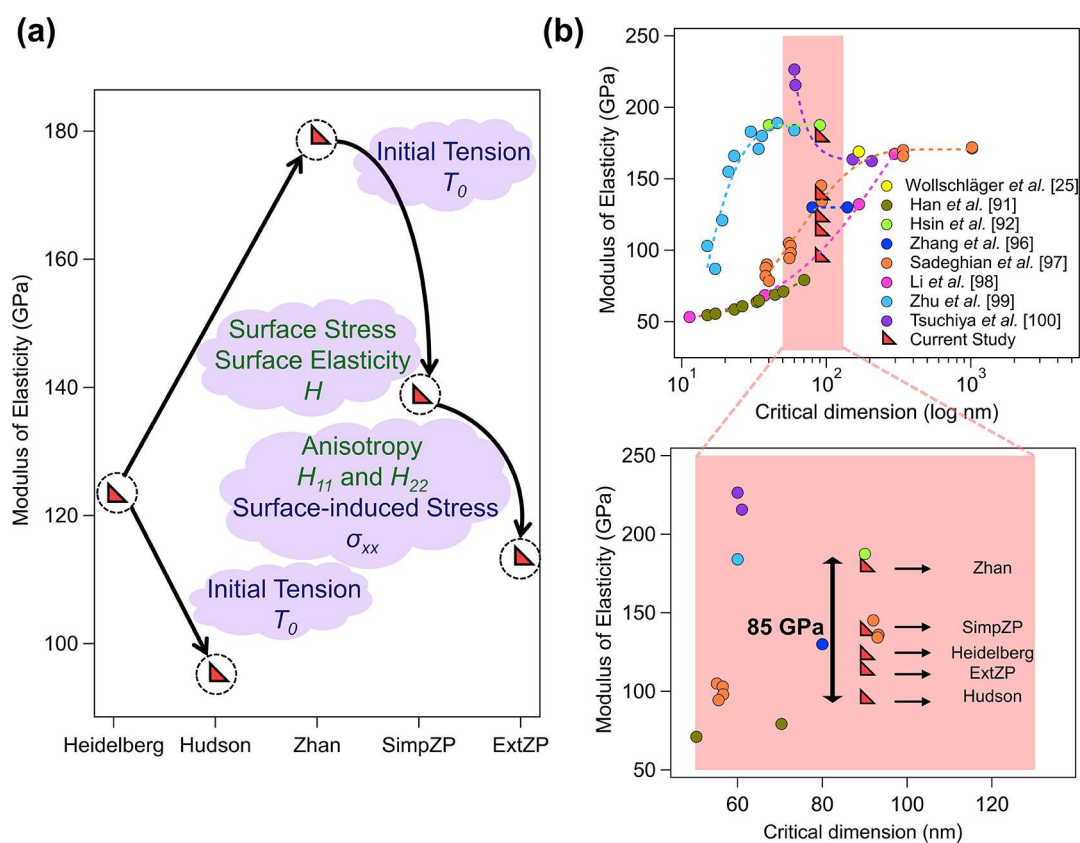 (a)
Modulus of Elasticity (GPa)
180
160
140
120
100
Initial Tension
T0
Surface Stress
Surface Elasticity
H
Anisotropy
H11 and H22
Surface-induced Stress
σxx
Initial Tension
T0
Heidelberg
Hudson
Zhan
SimpZP
ExtZP
(b)
Modulus of Elasticity (GPa)
250
200
150
100
50
Wollschläger et al. [25]
Han et al. [91]
Hsin et al. [92]
Zhang et al. [96]
Sadeghian et al. [97]
Li et al. [98]
Zhu et al. [99]
Tsuchiya et al. [100]
Current Study
10^1
10^2
10^3
Critical dimension (log nm)
Modulus of Elasticity (GPa)
250
200
150
100
50
85 GPa
Zhan
SimpZP
Heidelberg
ExtZP
Hudson
60
80
100
120
Critical dimension (nm)